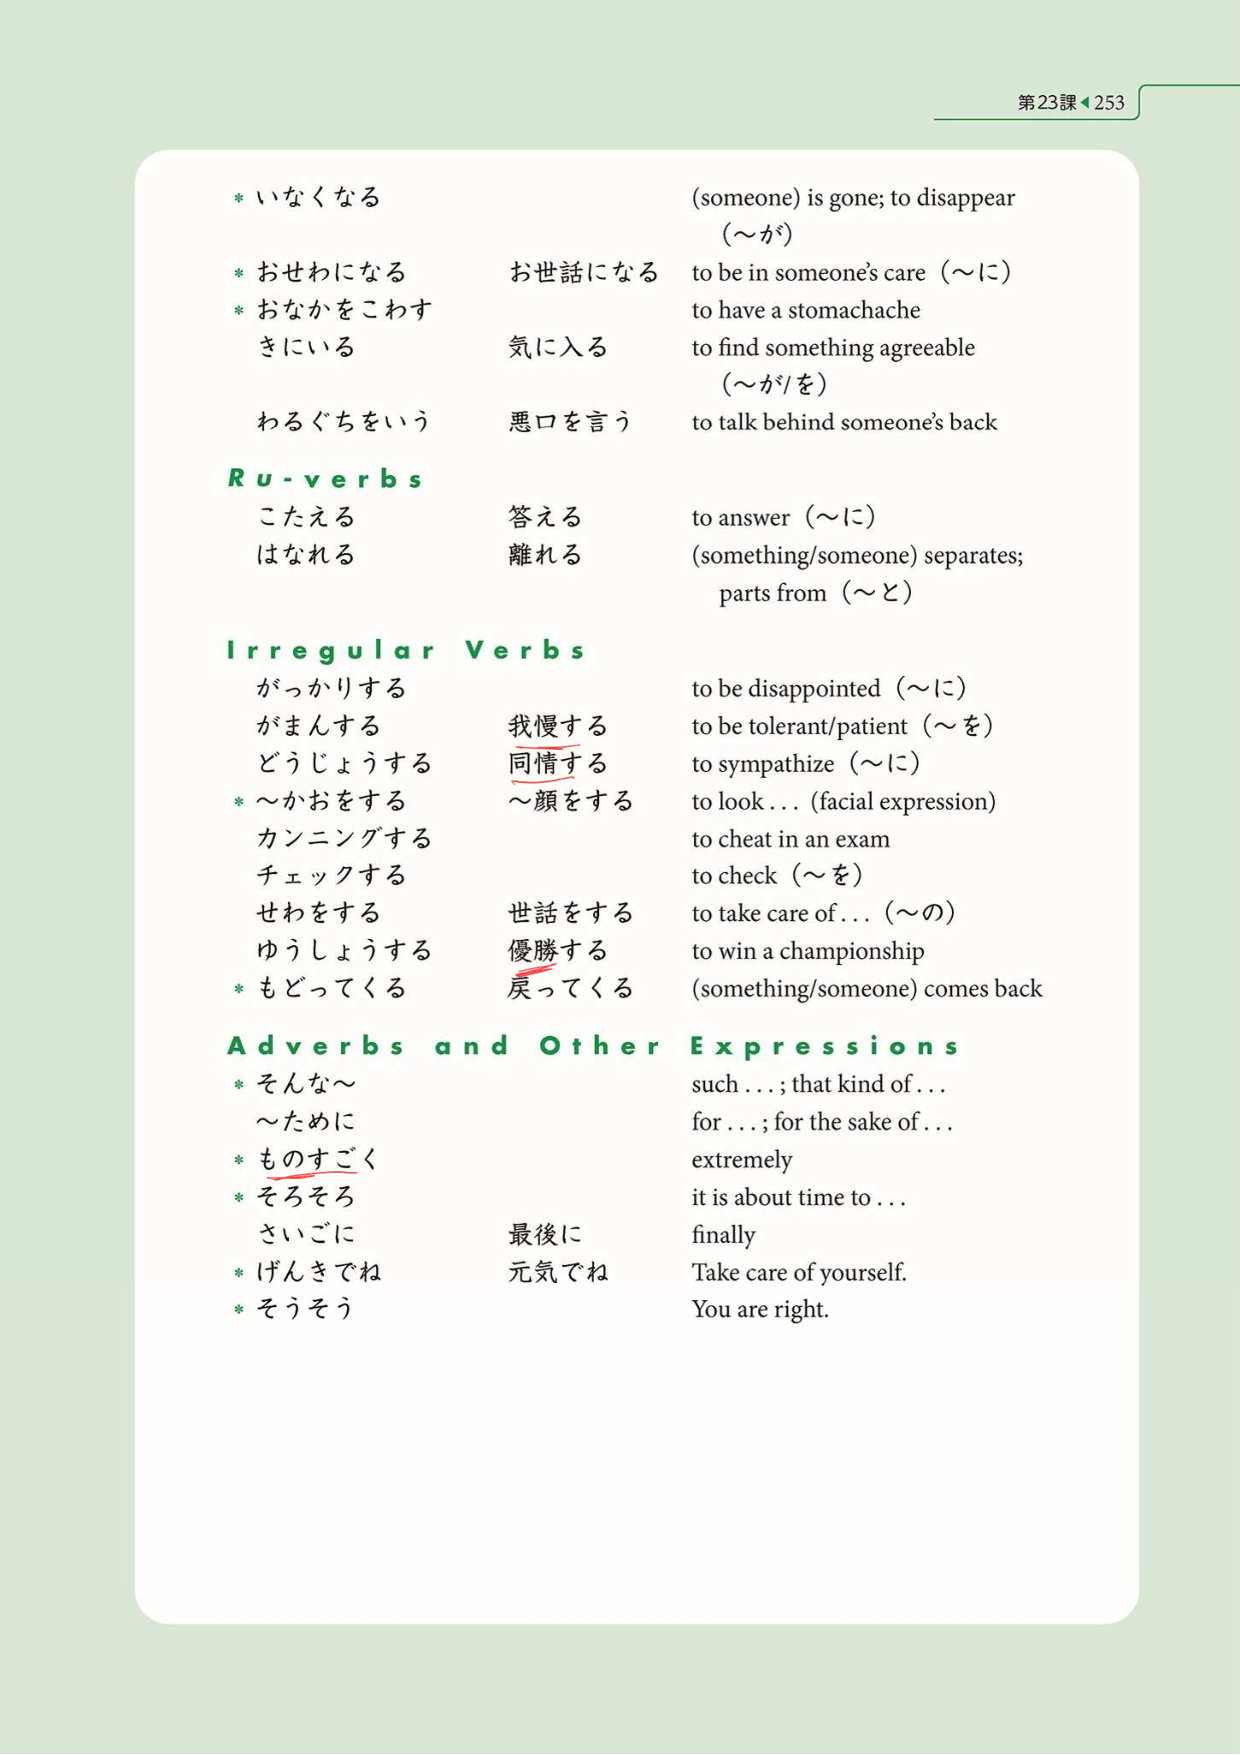 第23課◀253
* いなくなる (someone) is gone; to disappear
(～が)
* おせわになる お世話になる to be in someone's care (～に)
* おなかをこわす to have a stomachache
きにいる 気に入る to find something agreeable
(～が/を)
わるぐちをいう 悪口を言う to talk behind someone's back
Ru-verbs
こたえる 答える to answer (～に)
はなれる 離れる (something/someone) separates;
parts from (～と)
Irregular Verbs
がっかりする to be disappointed (～に)
がまんする 我慢する to be tolerant/patient (～を)
どうじょうする 同情する to sympathize (～に)
* ～かおをする ～顔をする to look . . . (facial expression)
カンニングする to cheat in an exam
チェックする to check (～を)
せわをする 世話をする to take care of . . . (～の)
ゆうしょうする 優勝する to win a championship
* もどってくる 戻ってくる (something/someone) comes back
Adverbs and Other Expressions
* そんな～ such . . . ; that kind of . . .
～ために for . . . ; for the sake of . . .
* ものすごく extremely
* そろそろ it is about time to . . .
さいごに 最後に finally
* げんきでね 元気でね Take care of yourself.
* そうそう You are right.